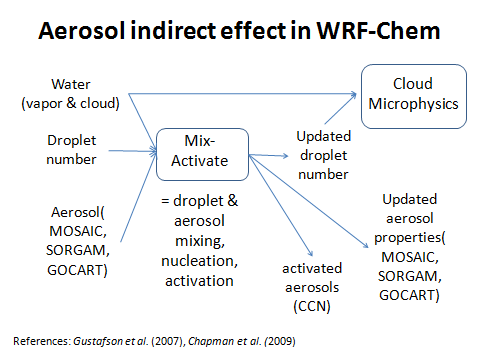 Aerosol indirect effect in WRF-Chem
Water
(vapor & cloud)
Cloud
Microphysics
Droplet
number
Mix-
Activate
Updated
droplet
number
Aerosol(
MOSAIC,
SORGAM,
GOCART)
= droplet &
aerosol
mixing,
nucleation,
activation
activated
aerosols
(CCN)
Updated
aerosol
properties(
MOSAIC,
SORGAM,
GOCART)
References: Gustafson et al. (2007), Chapman et al. (2009)